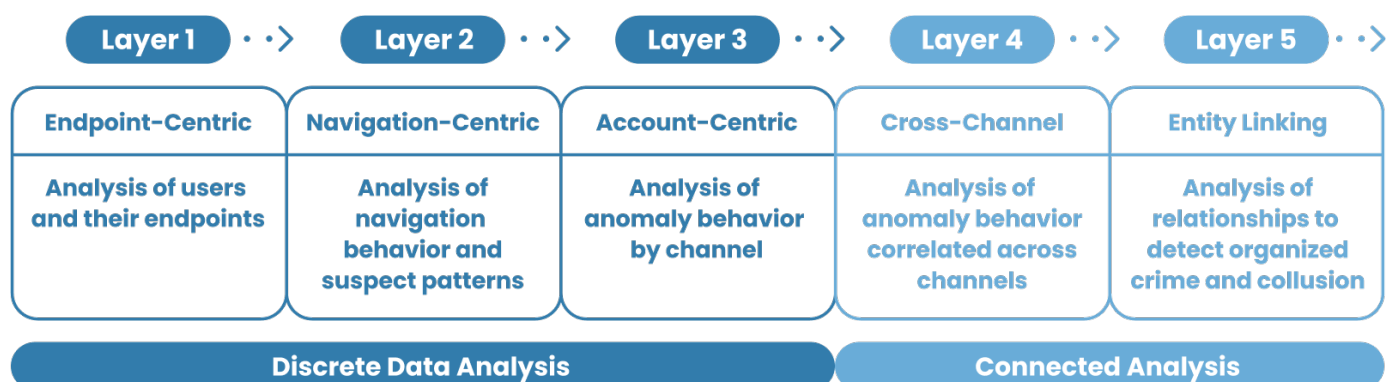 Layer 1
Layer 2
Layer 3
Layer 4
Layer 5
Endpoint-Centric
Navigation-Centric
Account-Centric
Cross-Channel
Entity Linking
Analysis of users
and their endpoints
Analysis of
navigation
behavior and
suspect patterns
Analysis of
anomaly behavior
by channel
Analysis of
anomaly behavior
correlated across
channels
Analysis of
relationships to
detect organized
crime and collusion
Discrete Data Analysis
Connected Analysis